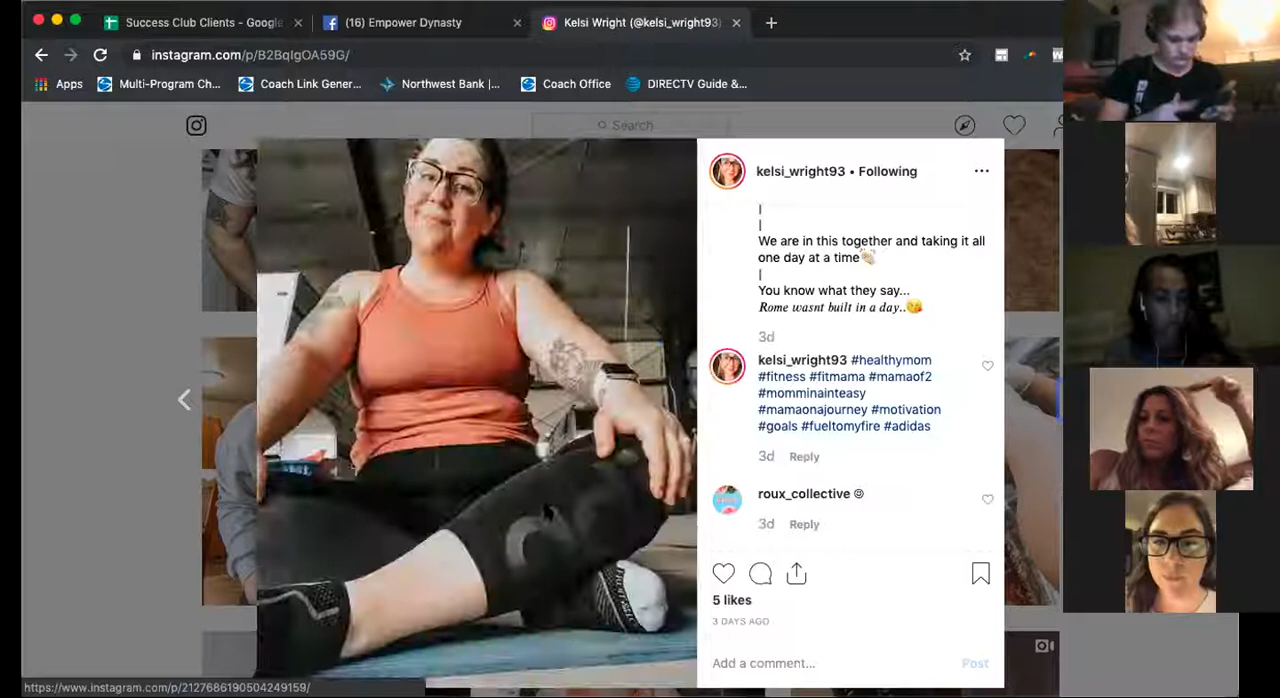 Success Club Clients - Google
(16) Empower Dynasty
Kelsi Wright (@kelsi_wright93)
instagram.com/p/B2BqIgOA59G/
Apps
Multi-Program Ch...
Coach Link Gener...
Northwest Bank |...
Coach Office
DIRECTV Guide &...
Search
kelsi_wright93 • Following
|
|
We are in this together and taking it all
one day at a time👏🏻
|
You know what they say...
𝑅𝑜𝑚𝑒 𝑤𝑎𝑠𝑛𝑡 𝑏𝑢𝑖𝑙𝑡 𝑖𝑛 𝑎 𝑑𝑎𝑦..😋
3d
kelsi_wright93 #healthymom
#fitness #fitmama #mamaof2
#momminainteasy
#mamaonajourney #motivation
#goals #fueltomyfire #adidas
3d Reply
roux_collective
3d Reply
5 likes
3 DAYS AGO
Add a comment...
Post
https://www.instagram.com/p/2127686190504249159/